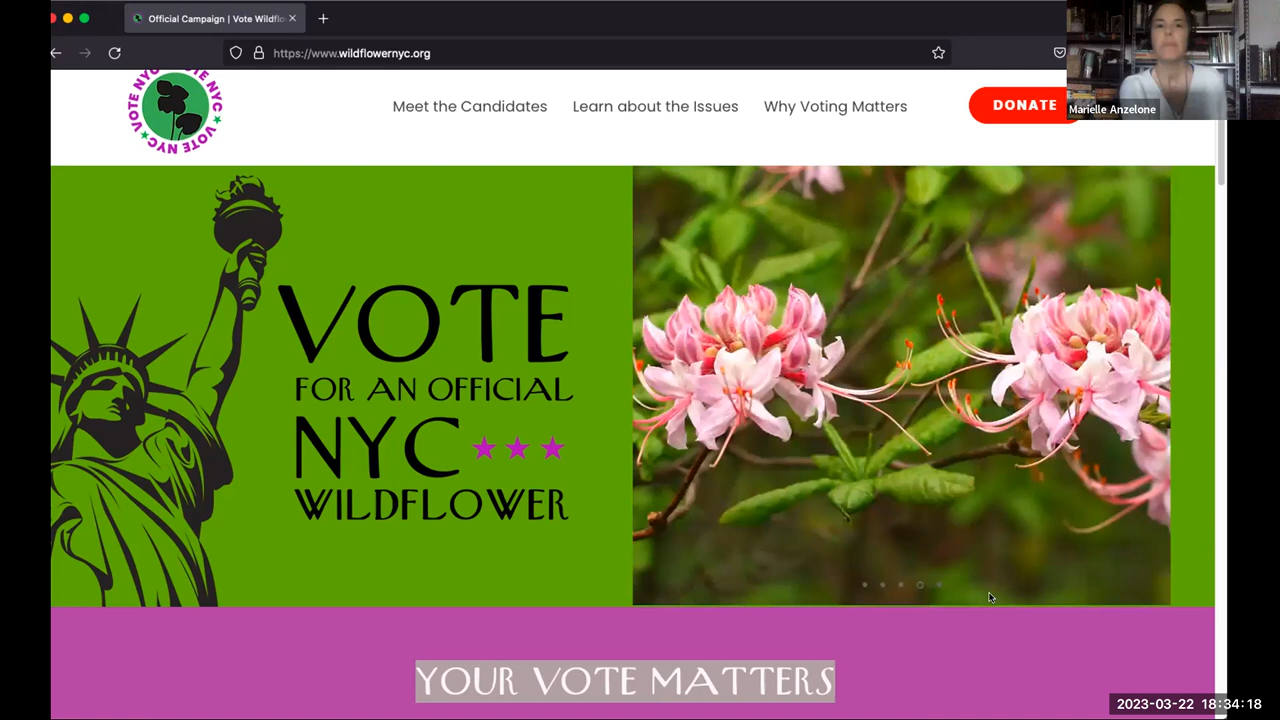 Official Campaign | Vote Wildflo
https://www.wildflowernyc.org
VOTE NYC ★ VOTE NYC ★ VOTE NYC
Meet the Candidates
Learn about the Issues
Why Voting Matters
DONATE
Marielle Anzelone
VOTE
FOR AN OFFICIAL
NYC ★★★
WILDFLOWER
YOUR VOTE MATTERS
2023-03-22 18:34:18